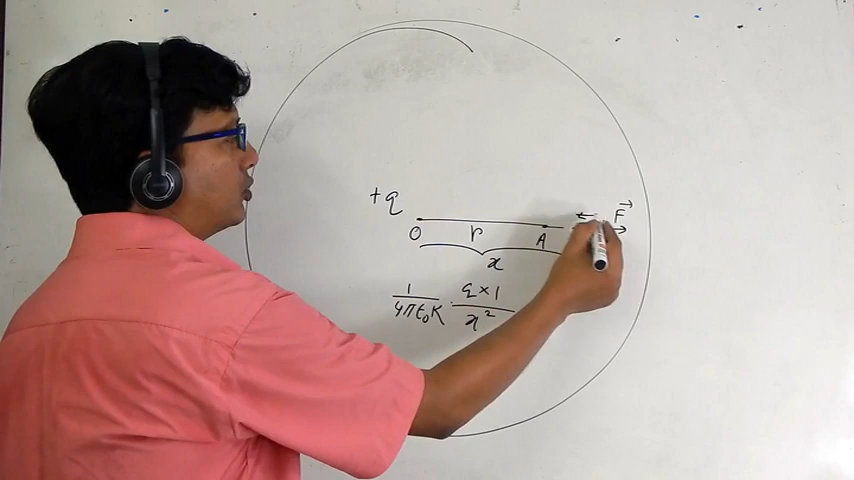 +q
F
O r A
x
1 / 4πε₀K · q × 1 / x²